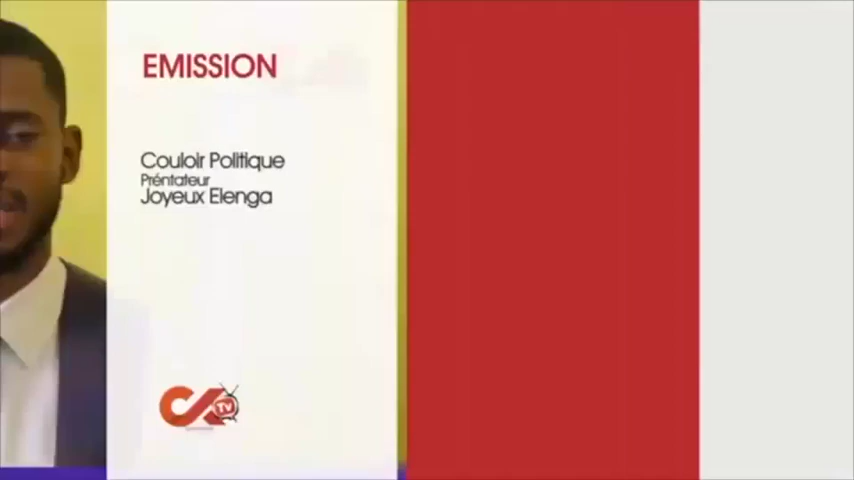 EMISSION
Couloir Politique
Préntateur
Joyeux Elenga
TV